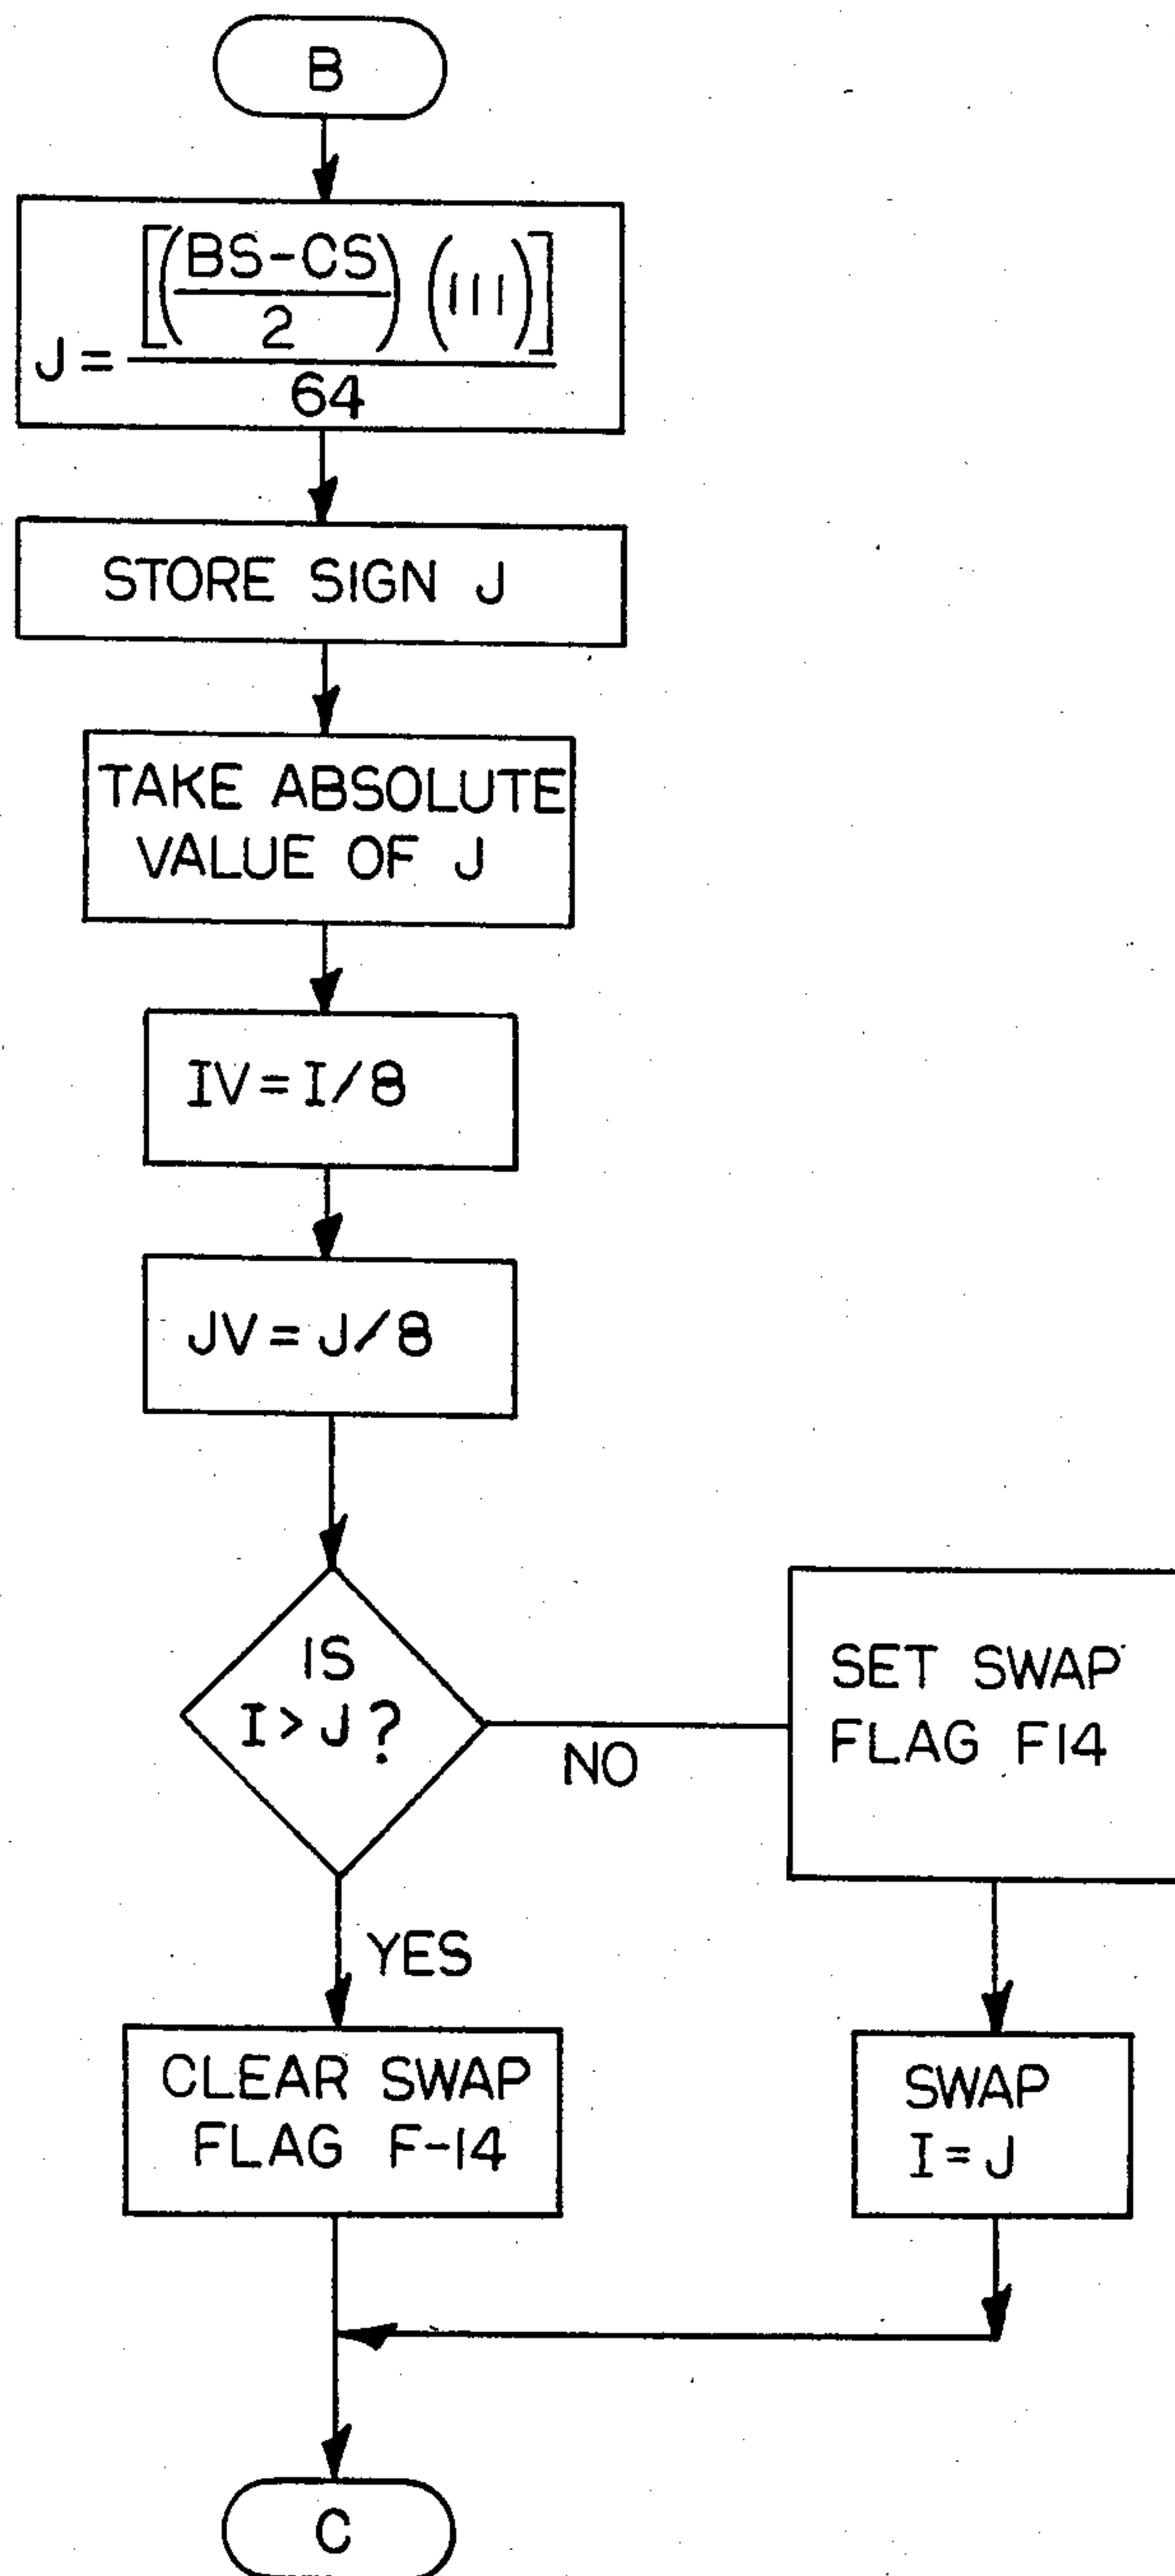 B
J = [((BS-CS)/2) (111)]/64
STORE SIGN J
TAKE ABSOLUTE
VALUE OF J
IV = I/8
JV = J/8
IS
I > J ?
NO
SET SWAP
FLAG F14
YES
CLEAR SWAP
FLAG F-14
SWAP
I = J
C